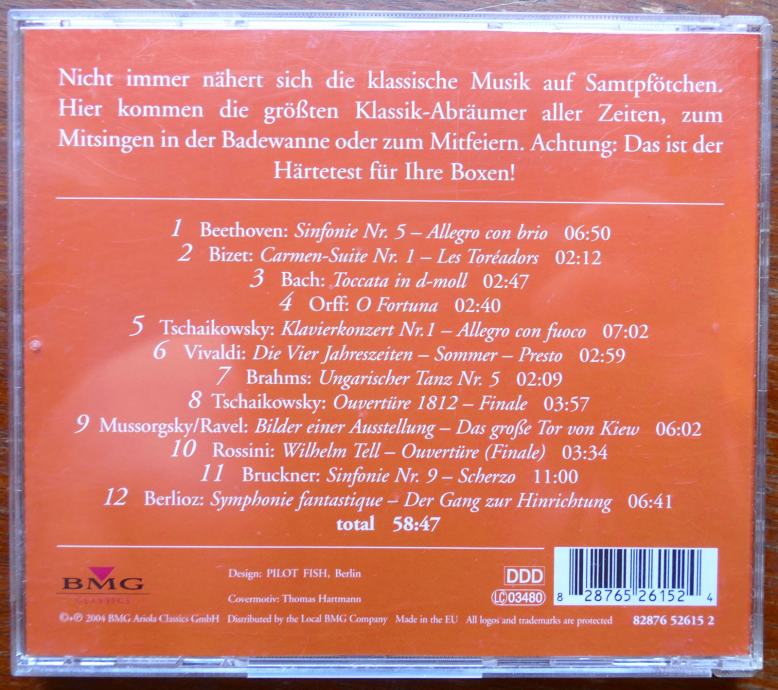 Nicht immer nähert sich die klassische Musik auf Samtpfötchen.
Hier kommen die größten Klassik-Abräumer aller Zeiten, zum
Mitsingen in der Badewanne oder zum Mitfeiern. Achtung: Das ist der
Härtetest für Ihre Boxen!
1 Beethoven: Sinfonie Nr. 5 – Allegro con brio 06:50
2 Bizet: Carmen-Suite Nr. 1 – Les Toréadors 02:12
3 Bach: Toccata in d-moll 02:47
4 Orff: O Fortuna 02:40
5 Tschaikowsky: Klavierkonzert Nr.1 – Allegro con fuoco 07:02
6 Vivaldi: Die Vier Jahreszeiten – Sommer – Presto 02:59
7 Brahms: Ungarischer Tanz Nr. 5 02:09
8 Tschaikowsky: Ouvertüre 1812 – Finale 03:57
9 Mussorgsky/Ravel: Bilder einer Ausstellung – Das große Tor von Kiew 06:02
10 Rossini: Wilhelm Tell – Ouvertüre (Finale) 03:34
11 Bruckner: Sinfonie Nr. 9 – Scherzo 11:00
12 Berlioz: Symphonie fantastique – Der Gang zur Hinrichtung 06:41
total 58:47
BMG
CLASSICS
Design: PILOT FISH, Berlin
Covermotiv: Thomas Hartmann
DDD
LC 03480
8 28765 26152 4
©+℗ 2004 BMG Ariola Classics GmbH Distributed by the Local BMG Company Made in the EU All logos and trademarks are protected 82876 52615 2